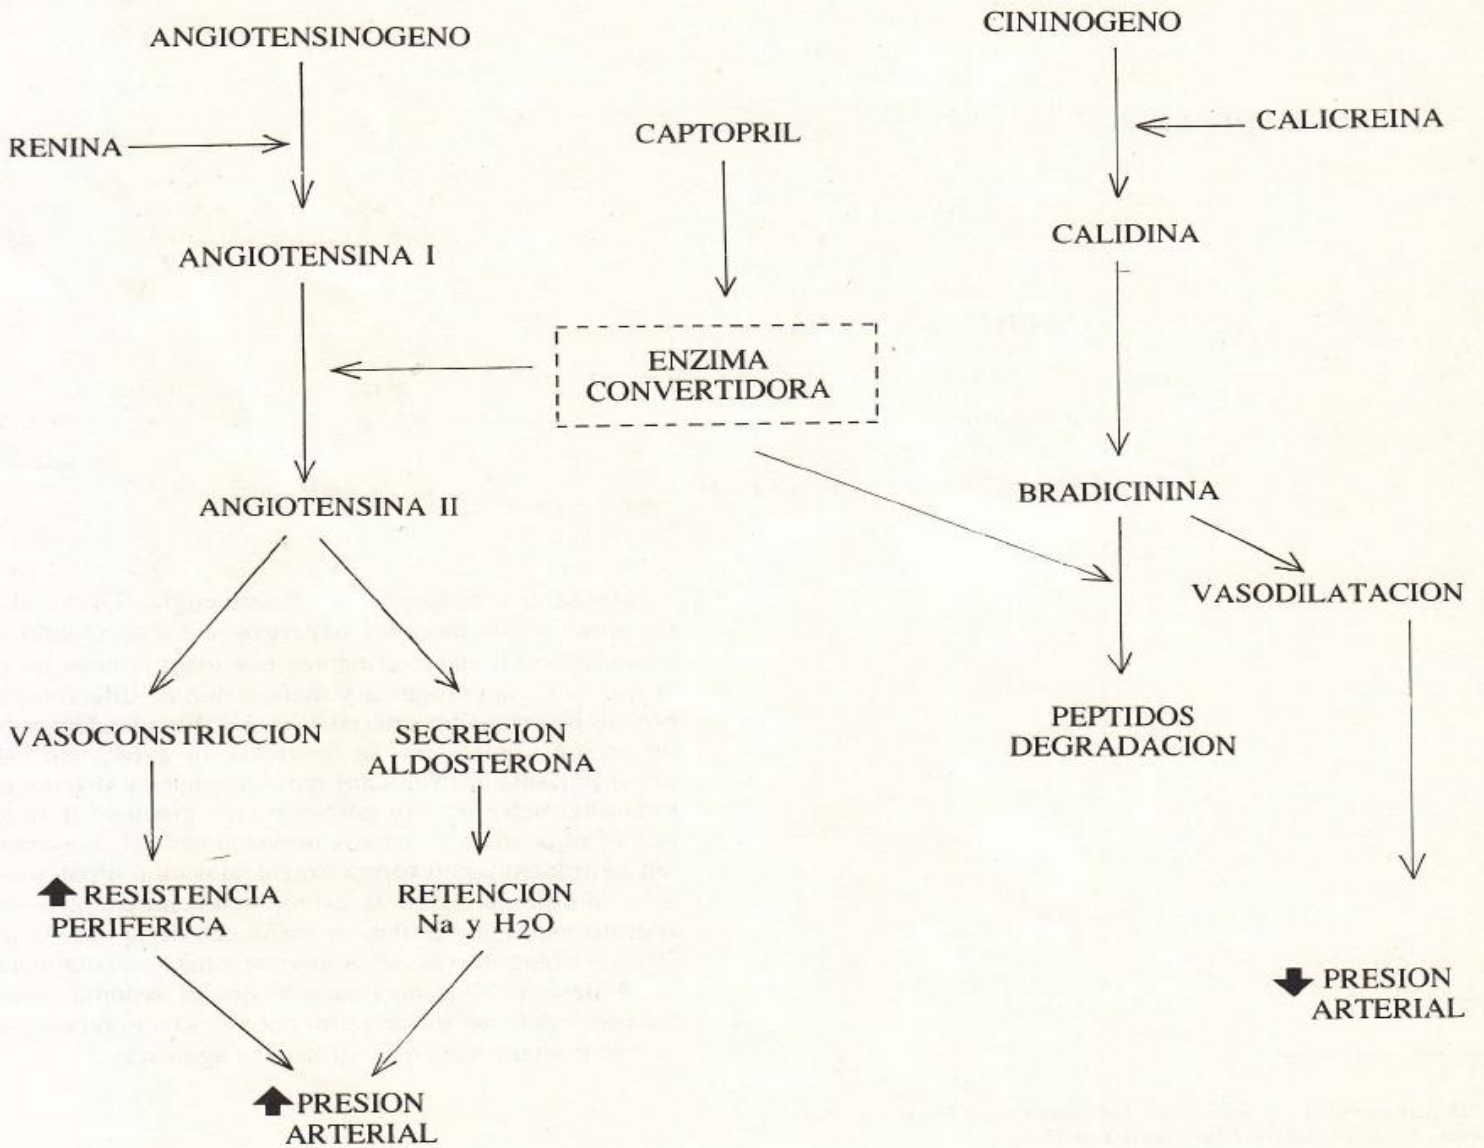 ANGIOTENSINOGENO
CININOGENO
RENINA
CAPTOPRIL
CALICREINA
ANGIOTENSINA I
CALIDINA
ENZIMA
CONVERTIDORA
ANGIOTENSINA II
BRADICININA
VASODILATACION
VASOCONSTRICCION
SECRECION
ALDOSTERONA
PEPTIDOS
DEGRADACION
RESISTENCIA
PERIFERICA
RETENCION
Na y H2O
PRESION
ARTERIAL
PRESION
ARTERIAL